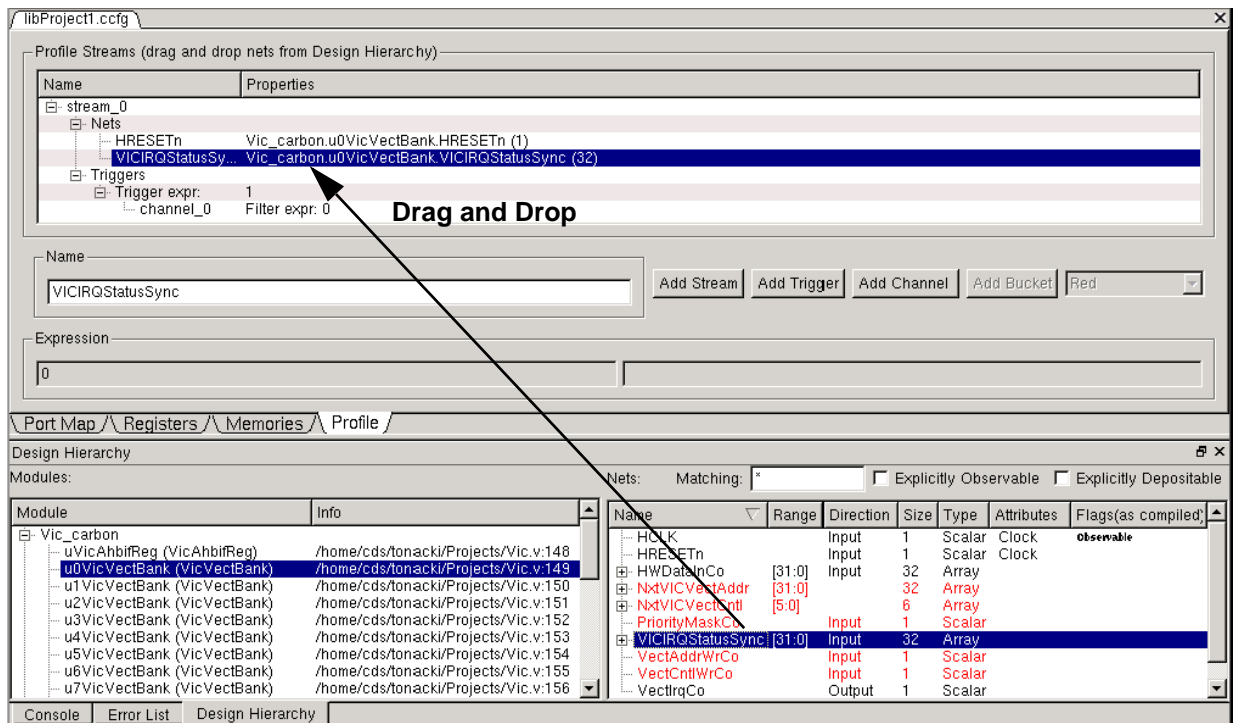 libProject1.ccfg
Profile Streams (drag and drop nets from Design Hierarchy)
Name Properties
stream_0
Nets
HRESETn Vic_carbon.u0VicVectBank.HRESETn (1)
VICIRQStatusSy... Vic_carbon.u0VicVectBank.VICIRQStatusSync (32)
Triggers
Trigger expr: 1
channel_0 Filter expr: 0
Drag and Drop
Name
VICIRQStatusSync Add Stream Add Trigger Add Channel Add Bucket Red
Expression
0
Port Map Registers Memories Profile
Design Hierarchy
Modules:
Module Info
Vic_carbon
uVicAhbifReg (VicAhbifReg) /home/cds/tonacki/Projects/Vic.v:148
u0VicVectBank (VicVectBank) /home/cds/tonacki/Projects/Vic.v:149
u1VicVectBank (VicVectBank) /home/cds/tonacki/Projects/Vic.v:150
u2VicVectBank (VicVectBank) /home/cds/tonacki/Projects/Vic.v:151
u3VicVectBank (VicVectBank) /home/cds/tonacki/Projects/Vic.v:152
u4VicVectBank (VicVectBank) /home/cds/tonacki/Projects/Vic.v:153
u5VicVectBank (VicVectBank) /home/cds/tonacki/Projects/Vic.v:154
u6VicVectBank (VicVectBank) /home/cds/tonacki/Projects/Vic.v:155
u7VicVectBank (VicVectBank) /home/cds/tonacki/Projects/Vic.v:156
Nets: Matching: * Explicitly Observable Explicitly Depositable
Name Range Direction Size Type Attributes Flags(as compiled)
HCLK Input 1 Scalar Clock Observable
HRESETn Input 1 Scalar Clock
HWDataInCo [31:0] Input 32 Array
NxtVICVectAddr [31:0] 32 Array
NxtVICVectCntl [5:0] 6 Array
PriorityMaskCo Input 1 Scalar
VICIRQStatusSync [31:0] Input 32 Array
VectAddrWrCo Input 1 Scalar
VectCntlWrCo Input 1 Scalar
VectIrqCo Output 1 Scalar
Console Error List Design Hierarchy